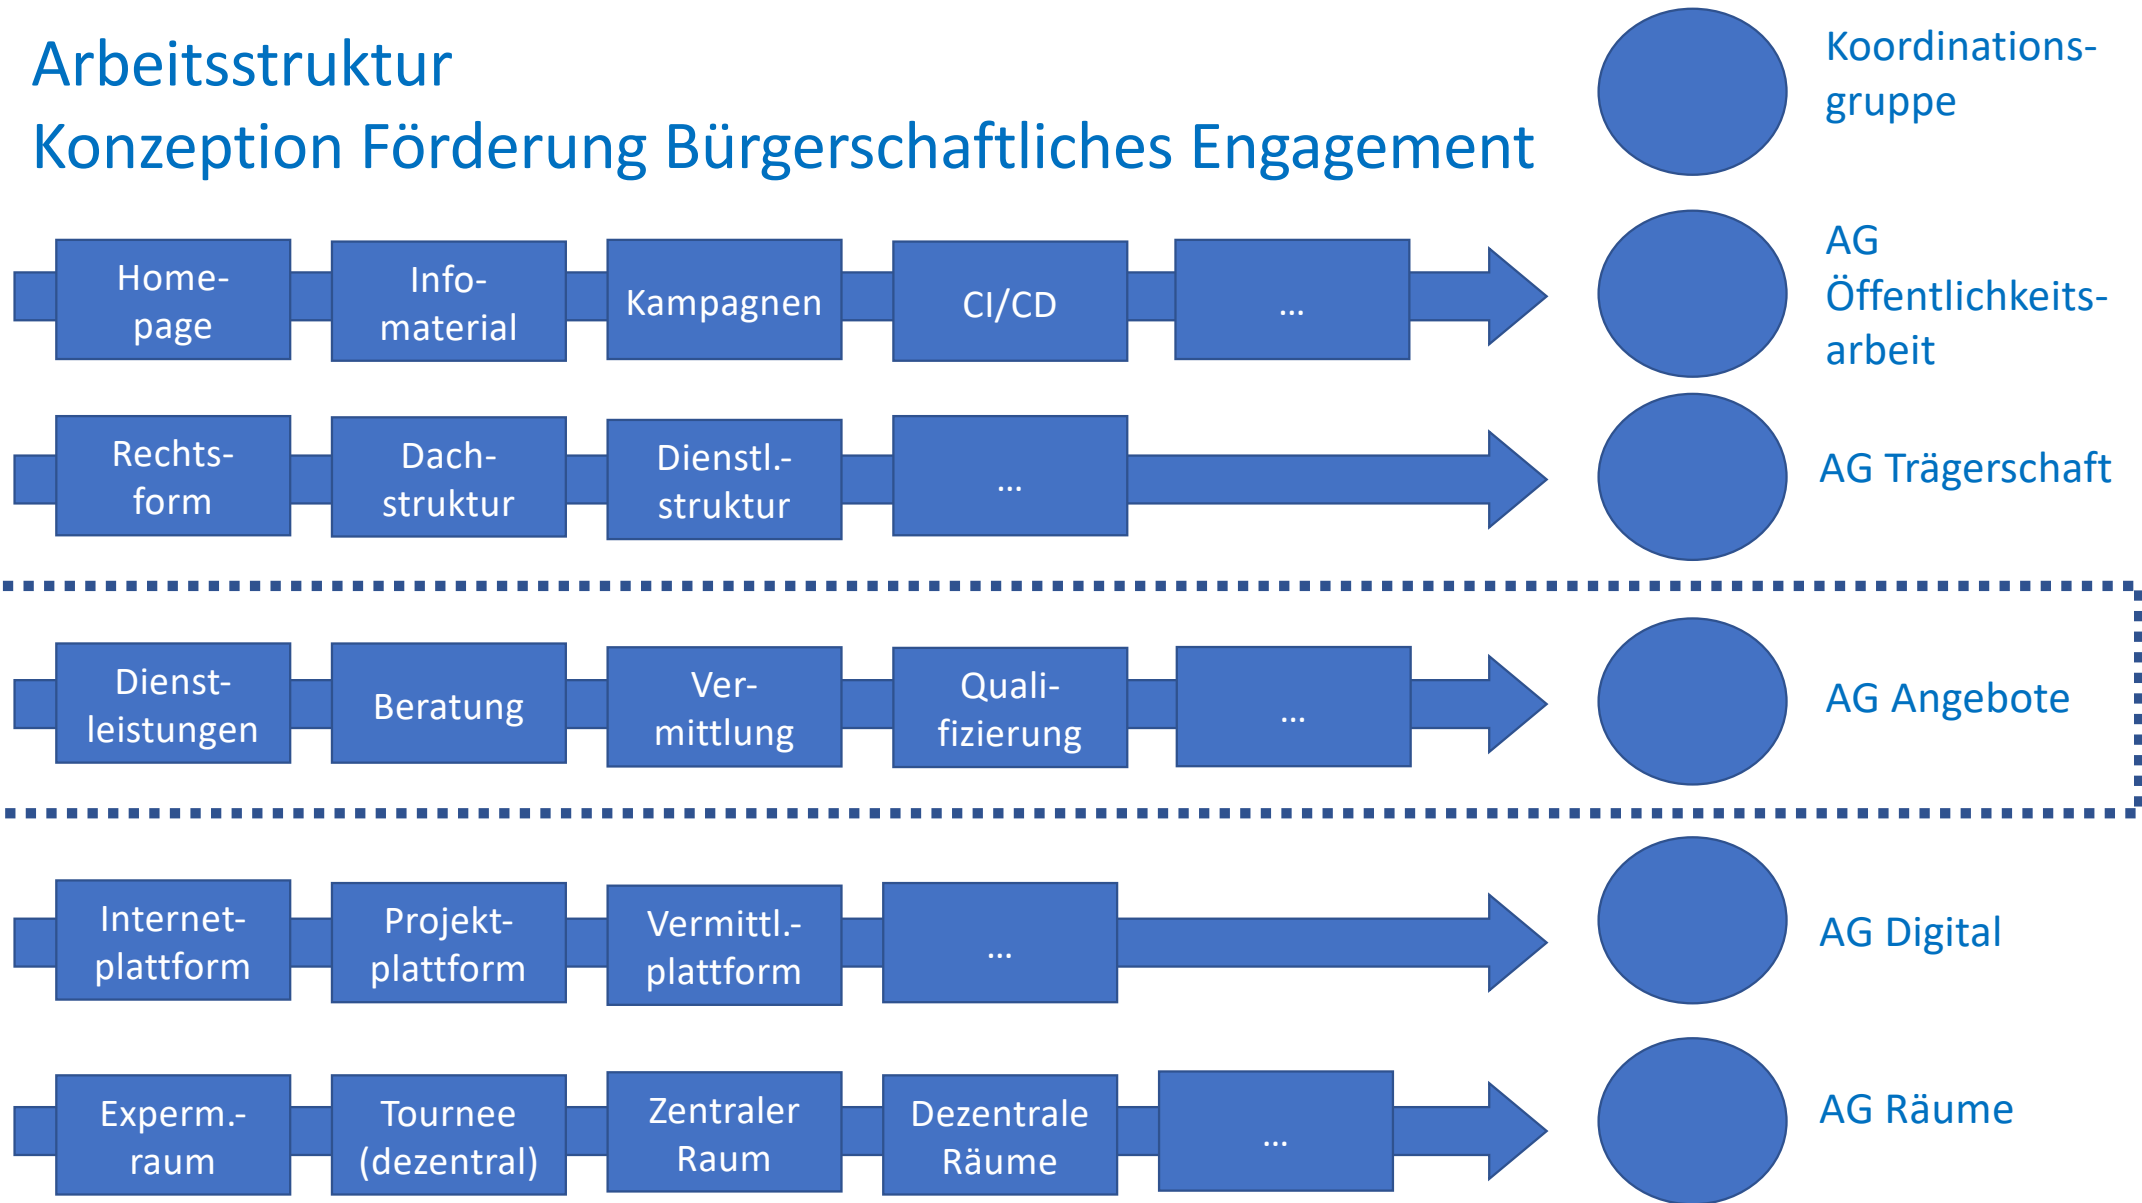 Arbeitsstruktur
Konzeption Förderung Bürgerschaftliches Engagement
Koordinations-
gruppe
Home-
page
Info-
material
Kampagnen
CI/CD
...
AG
Öffentlichkeits-
arbeit
Rechts-
form
Dach-
struktur
Dienstl.-
struktur
...
AG Trägerschaft
Dienst-
leistungen
Beratung
Ver-
mittlung
Quali-
fizierung
...
AG Angebote
Internet-
plattform
Projekt-
plattform
Vermittl.-
plattform
...
AG Digital
Experm.-
raum
Tournee
(dezentral)
Zentraler
Raum
Dezentrale
Räume
...
AG Räume